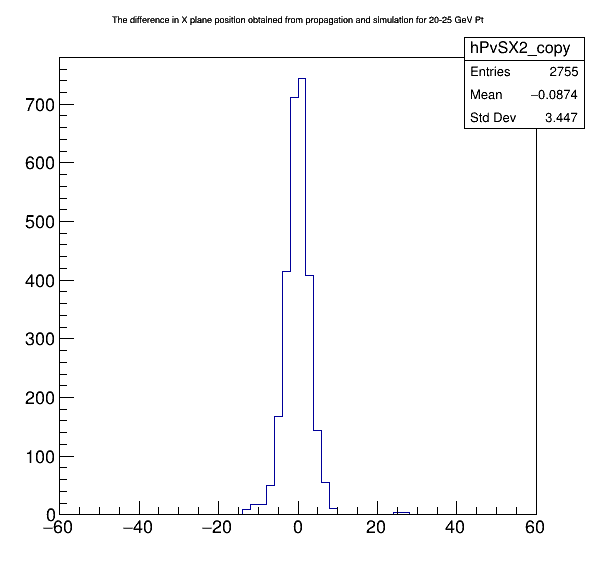 The difference in X plane position obtained from propagation and simulation for 20-25 GeV Pt
hPvSX2_copy
Entries 2755
Mean −0.0874
Std Dev 3.447
700
600
500
400
300
200
100
0
−60 −40 −20 0 20 40 60